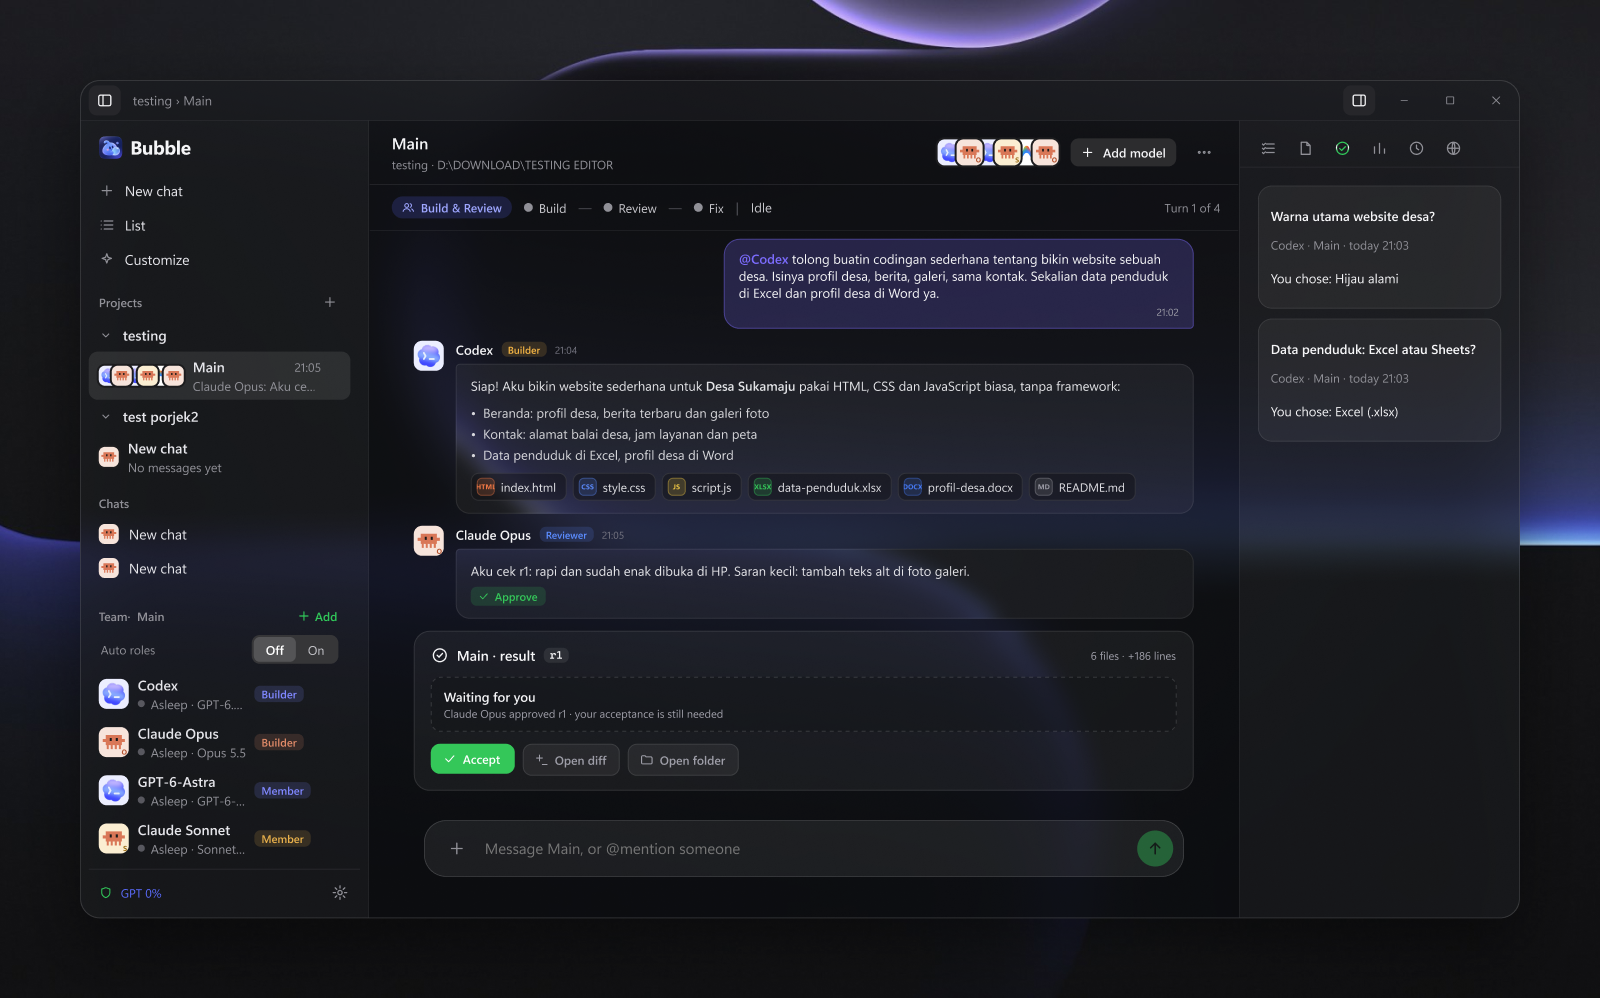 testing › Main
Bubble
New chat
List
Customize
Projects
testing
Main 21:05
Claude Opus: Aku ce...
test porjek2
New chat
No messages yet
Chats
New chat
New chat
Team· Main
+ Add
Auto roles
Off On
Codex
Builder
Asleep · GPT-6....
Claude Opus
Builder
Asleep · Opus 5.5
GPT-6-Astra
Member
Asleep · GPT-6-...
Claude Sonnet
Member
Asleep · Sonnet...
GPT 0%
Main
testing · D:\DOWNLOAD\TESTING EDITOR
+ Add model
Build & Review
Build — Review — Fix | Idle
Turn 1 of 4
@Codex tolong buatin codingan sederhana tentang bikin website sebuah
desa. Isinya profil desa, berita, galeri, sama kontak. Sekalian data penduduk
di Excel dan profil desa di Word ya.
21:02
Codex Builder 21:04
Siap! Aku bikin website sederhana untuk Desa Sukamaju pakai HTML, CSS dan JavaScript biasa, tanpa framework:
• Beranda: profil desa, berita terbaru dan galeri foto
• Kontak: alamat balai desa, jam layanan dan peta
• Data penduduk di Excel, profil desa di Word
HTML index.html CSS style.css JS script.js XLSX data-penduduk.xlsx DOCX profil-desa.docx MD README.md
Claude Opus Reviewer 21:05
Aku cek r1: rapi dan sudah enak dibuka di HP. Saran kecil: tambah teks alt di foto galeri.
Approve
Main · result r1
6 files · +186 lines
Waiting for you
Claude Opus approved r1 · your acceptance is still needed
Accept
Open diff
Open folder
Message Main, or @mention someone
Warna utama website desa?
Codex · Main · today 21:03
You chose: Hijau alami
Data penduduk: Excel atau Sheets?
Codex · Main · today 21:03
You chose: Excel (.xlsx)